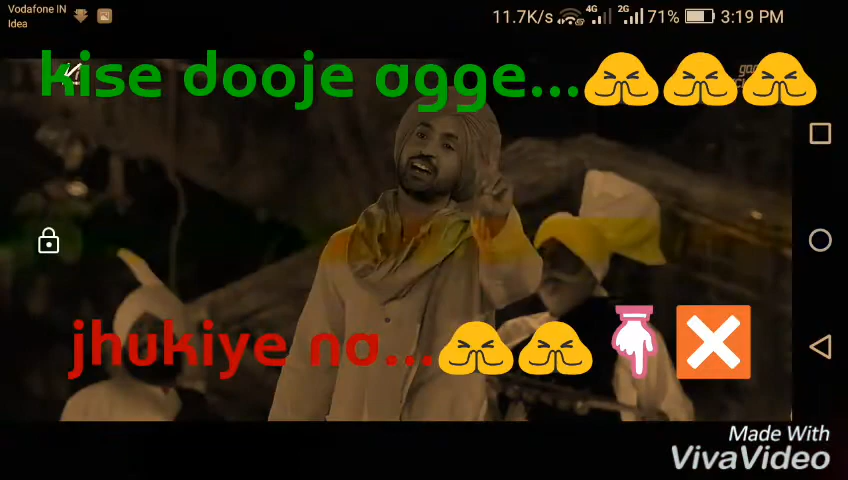 Vodafone IN
Idea
11.7K/s 4G 2G 71% 3:19 PM
kise dooje agge...🙏🙏🙏
jhukiye na...🙏🙏👇❎
Made With
VivaVideo